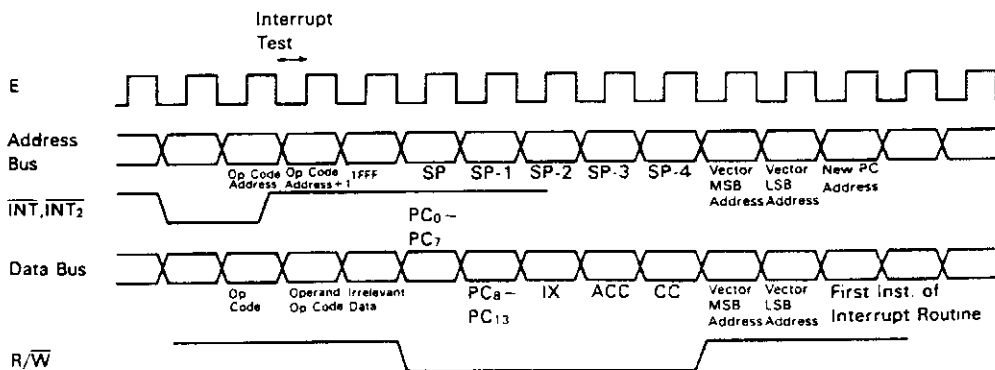 Interrupt
Test
E
Address
Bus
Op Code
Address
Op Code
Address+1
1FFF
SP
SP-1
SP-2
SP-3
SP-4
Vector
MSB
Address
Vector
LSB
Address
New PC
Address
INT,INT2
PC0–
PC7
Data Bus
Op
Code
Operand
Op Code
Irrelevant
Data
PC8–
PC13
IX
ACC
CC
Vector
MSB
Address
Vector
LSB
Address
First Inst. of
Interrupt Routine
R/W